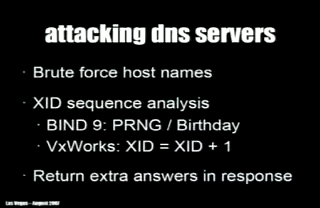 attacking dns servers
· Brute force host names
· XID sequence analysis
· BIND 9: PRNG / Birthday
· VxWorks: XID = XID + 1
· Return extra answers in response
Las Vegas - August 2007